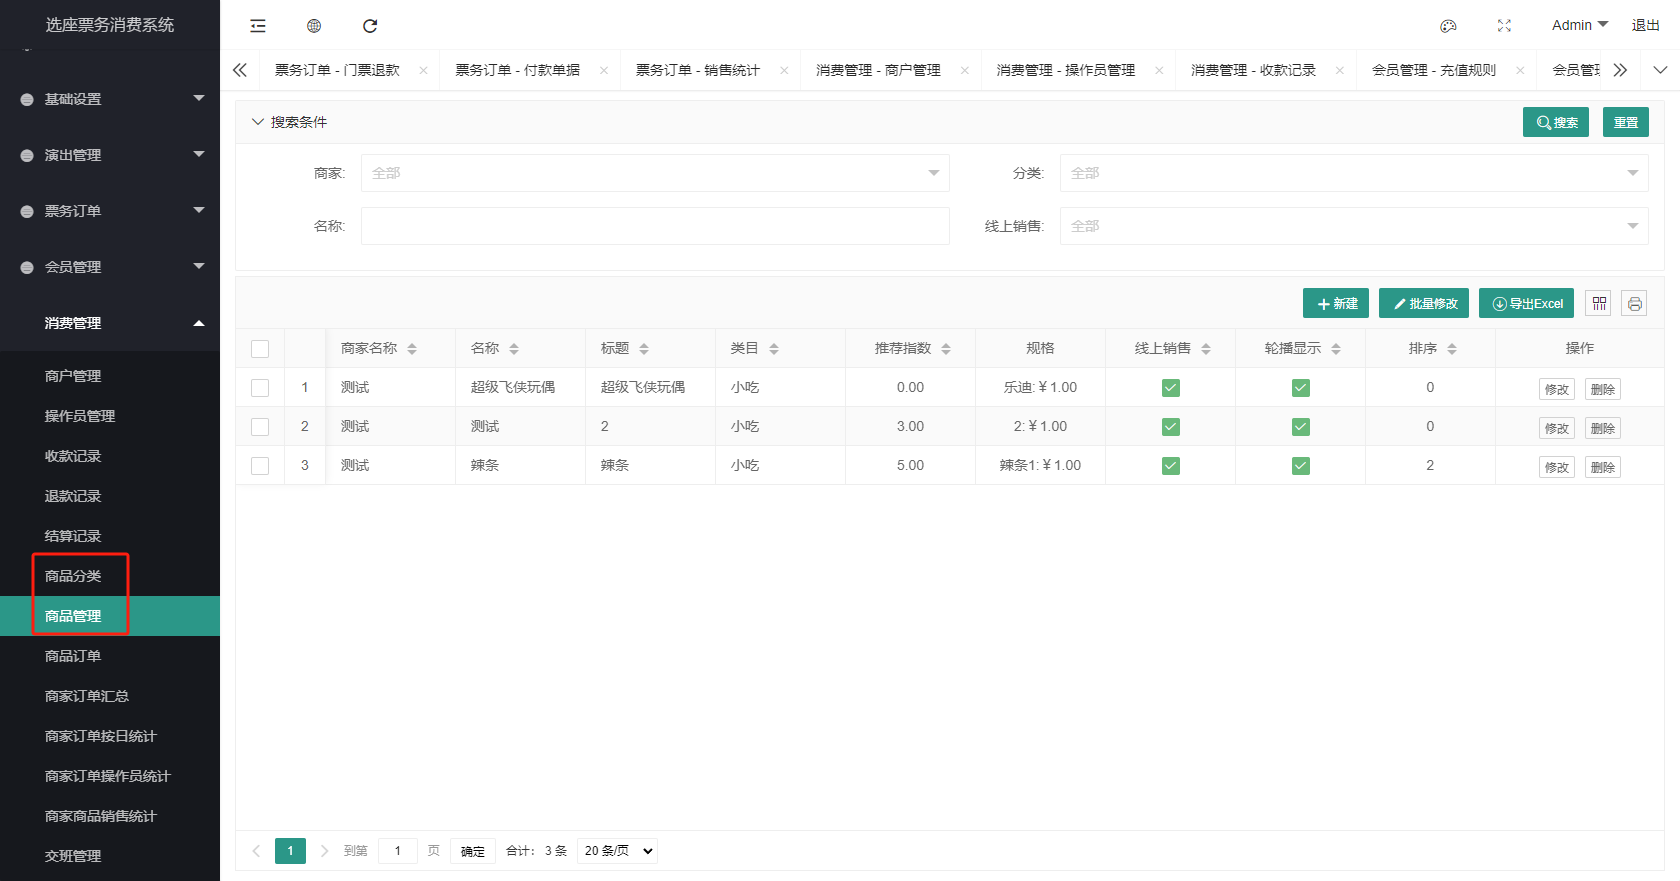 选座票务消费系统
Admin
退出
票务订单 - 门票退款
票务订单 - 付款单据
票务订单 - 销售统计
消费管理 - 商户管理
消费管理 - 操作员管理
消费管理 - 收款记录
会员管理 - 充值规则
会员管理
基础设置
演出管理
票务订单
会员管理
消费管理
商户管理
操作员管理
收款记录
退款记录
结算记录
商品分类
商品管理
商品订单
商家订单汇总
商家订单按日统计
商家订单操作员统计
商家商品销售统计
交班管理
搜索条件
搜索
重置
商家: 全部
分类: 全部
名称:
线上销售: 全部
新建
批量修改
导出Excel
商家名称 名称 标题 类目 推荐指数 规格 线上销售 轮播显示 排序 操作
1 测试 超级飞侠玩偶 超级飞侠玩偶 小吃 0.00 乐迪:￥1.00 0 修改 删除
2 测试 测试 2 小吃 3.00 2:￥1.00 0 修改 删除
3 测试 辣条 辣条 小吃 5.00 辣条1:￥1.00 2 修改 删除
1 到第 1 页 确定 合计: 3 条 20 条/页